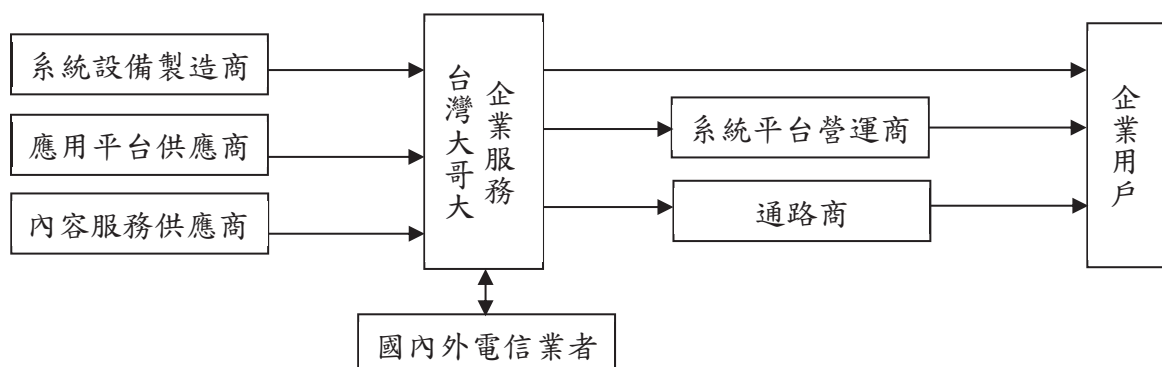 系統設備製造商
應用平台供應商
內容服務供應商
台灣大哥大
企業服務
系統平台營運商
通路商
企業用戶
國內外電信業者